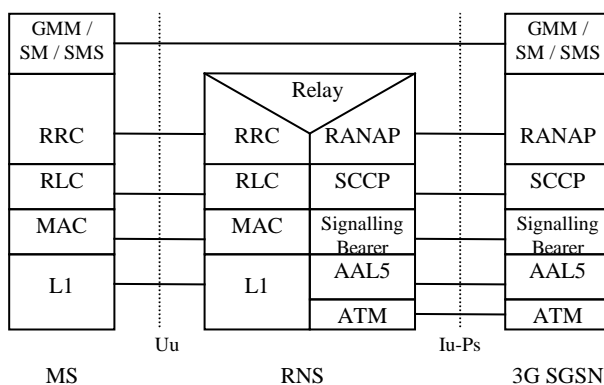 GMM /
SM / SMS
GMM /
SM / SMS
Relay
RRC
RRC
RANAP
RANAP
RLC
RLC
SCCP
SCCP
MAC
MAC
Signalling
Bearer
Signalling
Bearer
L1
L1
AAL5
AAL5
ATM
ATM
Uu
Iu-Ps
MS
RNS
3G SGSN